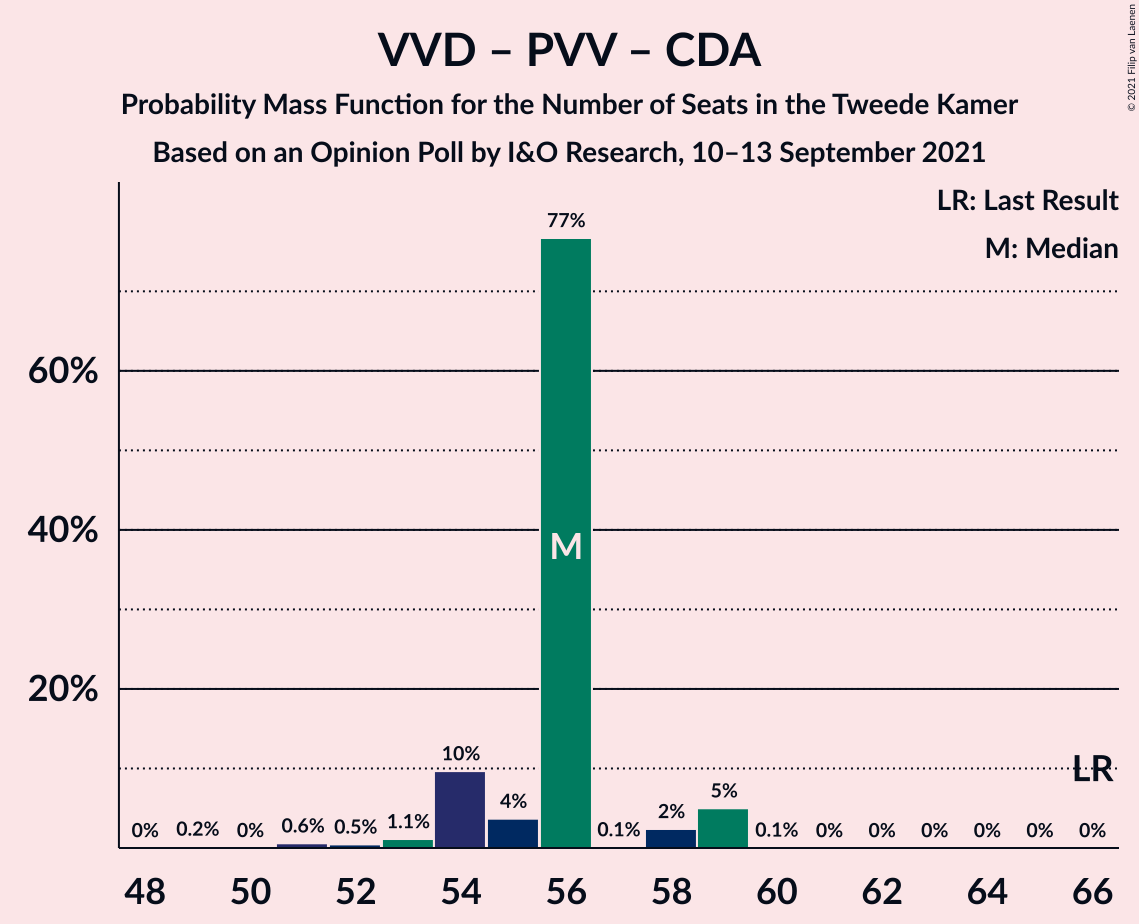 VVD – PVV – CDA
Probability Mass Function for the Number of Seats in the Tweede Kamer
Based on an Opinion Poll by I&O Research, 10–13 September 2021
© 2021 Filip van Laenen
LR: Last Result
M: Median
60%
40%
20%
0%
0.2%
0%
0.6%
0.5%
1.1%
10%
4%
77%
0.1%
2%
5%
0.1%
0%
0%
0%
0%
0%
0%
M
LR
48 50 52 54 56 58 60 62 64 66